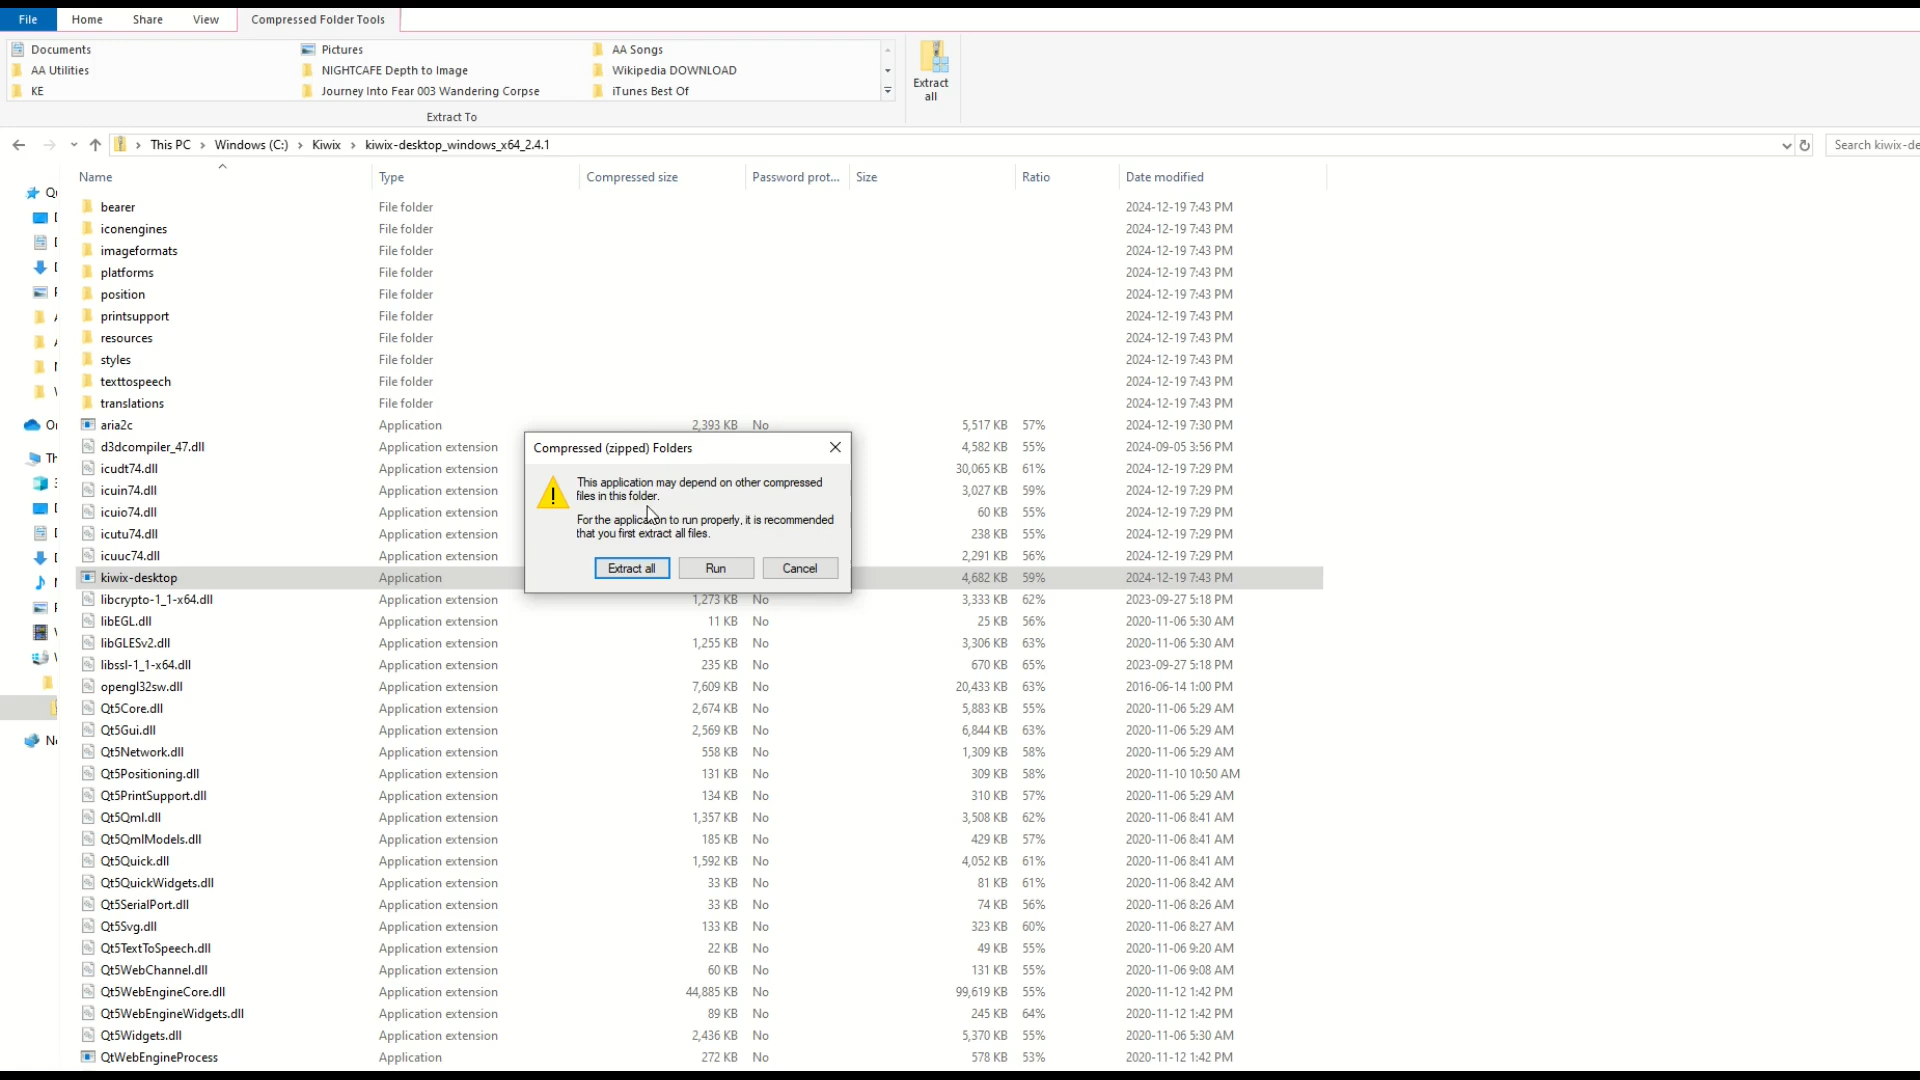 File Home Share View Compressed Folder Tools
Documents Pictures AA Songs
AA Utilities NIGHTCAFE Depth to Image Wikipedia DOWNLOAD
KE Journey Into Fear 003 Wandering Corpse iTunes Best Of
Extract
all
Extract To
This PC > Windows (C:) > Kiwix > kiwix-desktop_windows_x64_2.4.1 Search kiwix-de
Name Type Compressed size Password prot... Size Ratio Date modified
bearer File folder 2024-12-19 7:43 PM
iconengines File folder 2024-12-19 7:43 PM
imageformats File folder 2024-12-19 7:43 PM
platforms File folder 2024-12-19 7:43 PM
position File folder 2024-12-19 7:43 PM
printsupport File folder 2024-12-19 7:43 PM
resources File folder 2024-12-19 7:43 PM
styles File folder 2024-12-19 7:43 PM
texttospeech File folder 2024-12-19 7:43 PM
translations File folder 2024-12-19 7:43 PM
aria2c Application 2,393 KB No 5,517 KB 57% 2024-12-19 7:30 PM
d3dcompiler_47.dll Application extension 4,582 KB 55% 2024-09-05 3:56 PM
icudt74.dll Application extension 30,065 KB 61% 2024-12-19 7:29 PM
icuin74.dll Application extension 3,027 KB 59% 2024-12-19 7:29 PM
icuio74.dll Application extension 60 KB 55% 2024-12-19 7:29 PM
icutu74.dll Application extension 238 KB 55% 2024-12-19 7:29 PM
icuuc74.dll Application extension 2,291 KB 56% 2024-12-19 7:29 PM
kiwix-desktop Application 4,682 KB 59% 2024-12-19 7:43 PM
Compressed (zipped) Folders
This application may depend on other compressed
files in this folder.
For the application to run properly, it is recommended
that you first extract all files.
Extract all Run Cancel
libcrypto-1_1-x64.dll Application extension 1,273 KB No 3,333 KB 62% 2023-09-27 5:18 PM
libEGL.dll Application extension 11 KB No 25 KB 56% 2020-11-06 5:30 AM
libGLESv2.dll Application extension 1,255 KB No 3,306 KB 63% 2020-11-06 5:30 AM
libssl-1_1-x64.dll Application extension 235 KB No 670 KB 65% 2023-09-27 5:18 PM
opengl32sw.dll Application extension 7,609 KB No 20,433 KB 63% 2016-06-14 1:00 PM
Qt5Core.dll Application extension 2,674 KB No 5,883 KB 55% 2020-11-06 5:29 AM
Qt5Gui.dll Application extension 2,569 KB No 6,844 KB 63% 2020-11-06 5:29 AM
Qt5Network.dll Application extension 558 KB No 1,309 KB 58% 2020-11-06 5:29 AM
Qt5Positioning.dll Application extension 131 KB No 309 KB 58% 2020-11-10 10:50 AM
Qt5PrintSupport.dll Application extension 134 KB No 310 KB 57% 2020-11-06 5:29 AM
Qt5Qml.dll Application extension 1,357 KB No 3,508 KB 62% 2020-11-06 8:41 AM
Qt5QmlModels.dll Application extension 185 KB No 429 KB 57% 2020-11-06 8:41 AM
Qt5Quick.dll Application extension 1,592 KB No 4,052 KB 61% 2020-11-06 8:41 AM
Qt5QuickWidgets.dll Application extension 33 KB No 81 KB 61% 2020-11-06 8:42 AM
Qt5SerialPort.dll Application extension 33 KB No 74 KB 56% 2020-11-06 8:26 AM
Qt5Svg.dll Application extension 133 KB No 323 KB 60% 2020-11-06 8:27 AM
Qt5TextToSpeech.dll Application extension 22 KB No 49 KB 55% 2020-11-06 9:20 AM
Qt5WebChannel.dll Application extension 60 KB No 131 KB 55% 2020-11-06 9:08 AM
Qt5WebEngineCore.dll Application extension 44,885 KB No 99,619 KB 55% 2020-11-12 1:42 PM
Qt5WebEngineWidgets.dll Application extension 89 KB No 245 KB 64% 2020-11-12 1:42 PM
Qt5Widgets.dll Application extension 2,436 KB No 5,370 KB 55% 2020-11-06 5:30 AM
QtWebEngineProcess Application 272 KB No 578 KB 53% 2020-11-12 1:42 PM